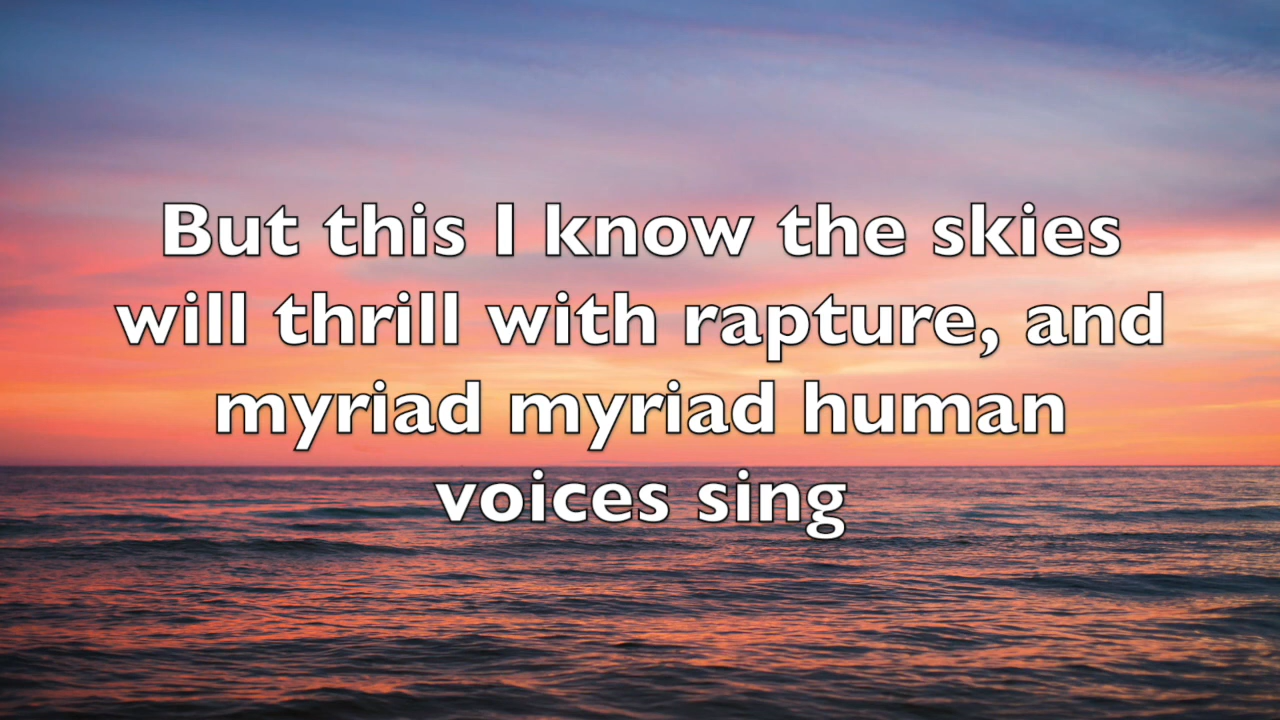 But this I know the skies
will thrill with rapture, and
myriad myriad human
voices sing